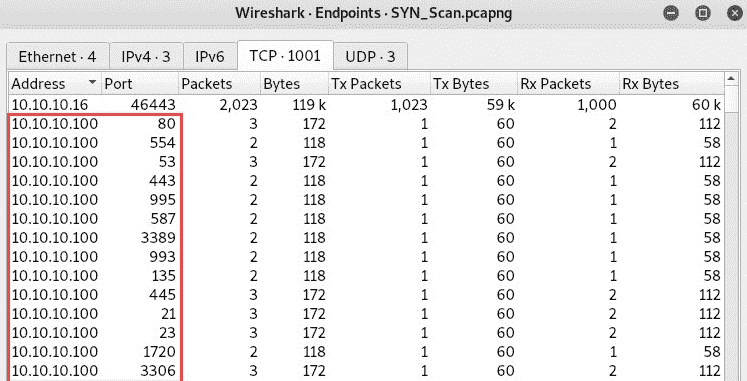 Wireshark · Endpoints · SYN_Scan.pcapng
Ethernet · 4 IPv4 · 3 IPv6 TCP · 1001 UDP · 3
Address Port Packets Bytes Tx Packets Tx Bytes Rx Packets Rx Bytes
10.10.10.16 46443 2,023 119 k 1,023 59 k 1,000 60 k
10.10.10.100 80 3 172 1 60 2 112
10.10.10.100 554 2 118 1 60 1 58
10.10.10.100 53 3 172 1 60 2 112
10.10.10.100 443 2 118 1 60 1 58
10.10.10.100 995 2 118 1 60 1 58
10.10.10.100 587 2 118 1 60 1 58
10.10.10.100 3389 2 118 1 60 1 58
10.10.10.100 993 2 118 1 60 1 58
10.10.10.100 135 2 118 1 60 1 58
10.10.10.100 445 3 172 1 60 2 112
10.10.10.100 21 3 172 1 60 2 112
10.10.10.100 23 3 172 1 60 2 112
10.10.10.100 1720 2 118 1 60 1 58
10.10.10.100 3306 3 172 1 60 2 112